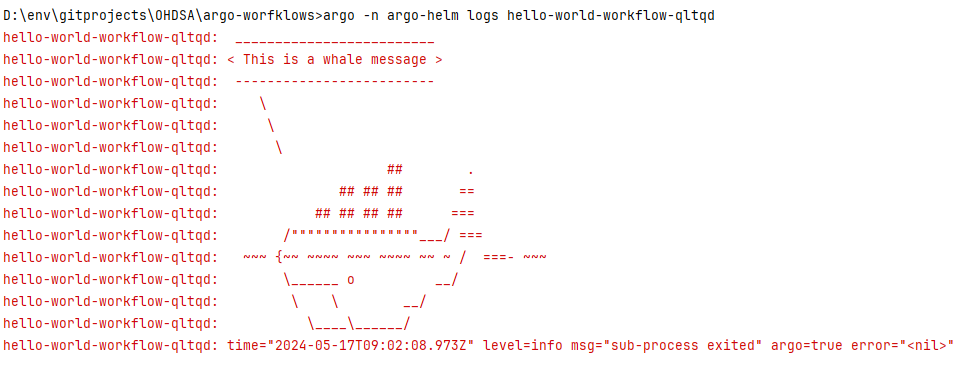 D:\env\gitprojects\OHDSA\argo-worfklows>argo -n argo-helm logs hello-world-workflow-qltqd
hello-world-workflow-qltqd:  _________________________
hello-world-workflow-qltqd: < This is a whale message >
hello-world-workflow-qltqd:  -------------------------
hello-world-workflow-qltqd:     \
hello-world-workflow-qltqd:      \
hello-world-workflow-qltqd:       \
hello-world-workflow-qltqd:                     ##        .
hello-world-workflow-qltqd:               ## ## ##       ==
hello-world-workflow-qltqd:            ## ## ## ##      ===
hello-world-workflow-qltqd:        /""""""""""""""""___/ ===
hello-world-workflow-qltqd:   ~~~ {~~ ~~~~ ~~~ ~~~~ ~~ ~ /  ===- ~~~
hello-world-workflow-qltqd:        \______ o          __/
hello-world-workflow-qltqd:         \    \        __/
hello-world-workflow-qltqd:           \____\______/
hello-world-workflow-qltqd: time="2024-05-17T09:02:08.973Z" level=info msg="sub-process exited" argo=true error="<nil>"